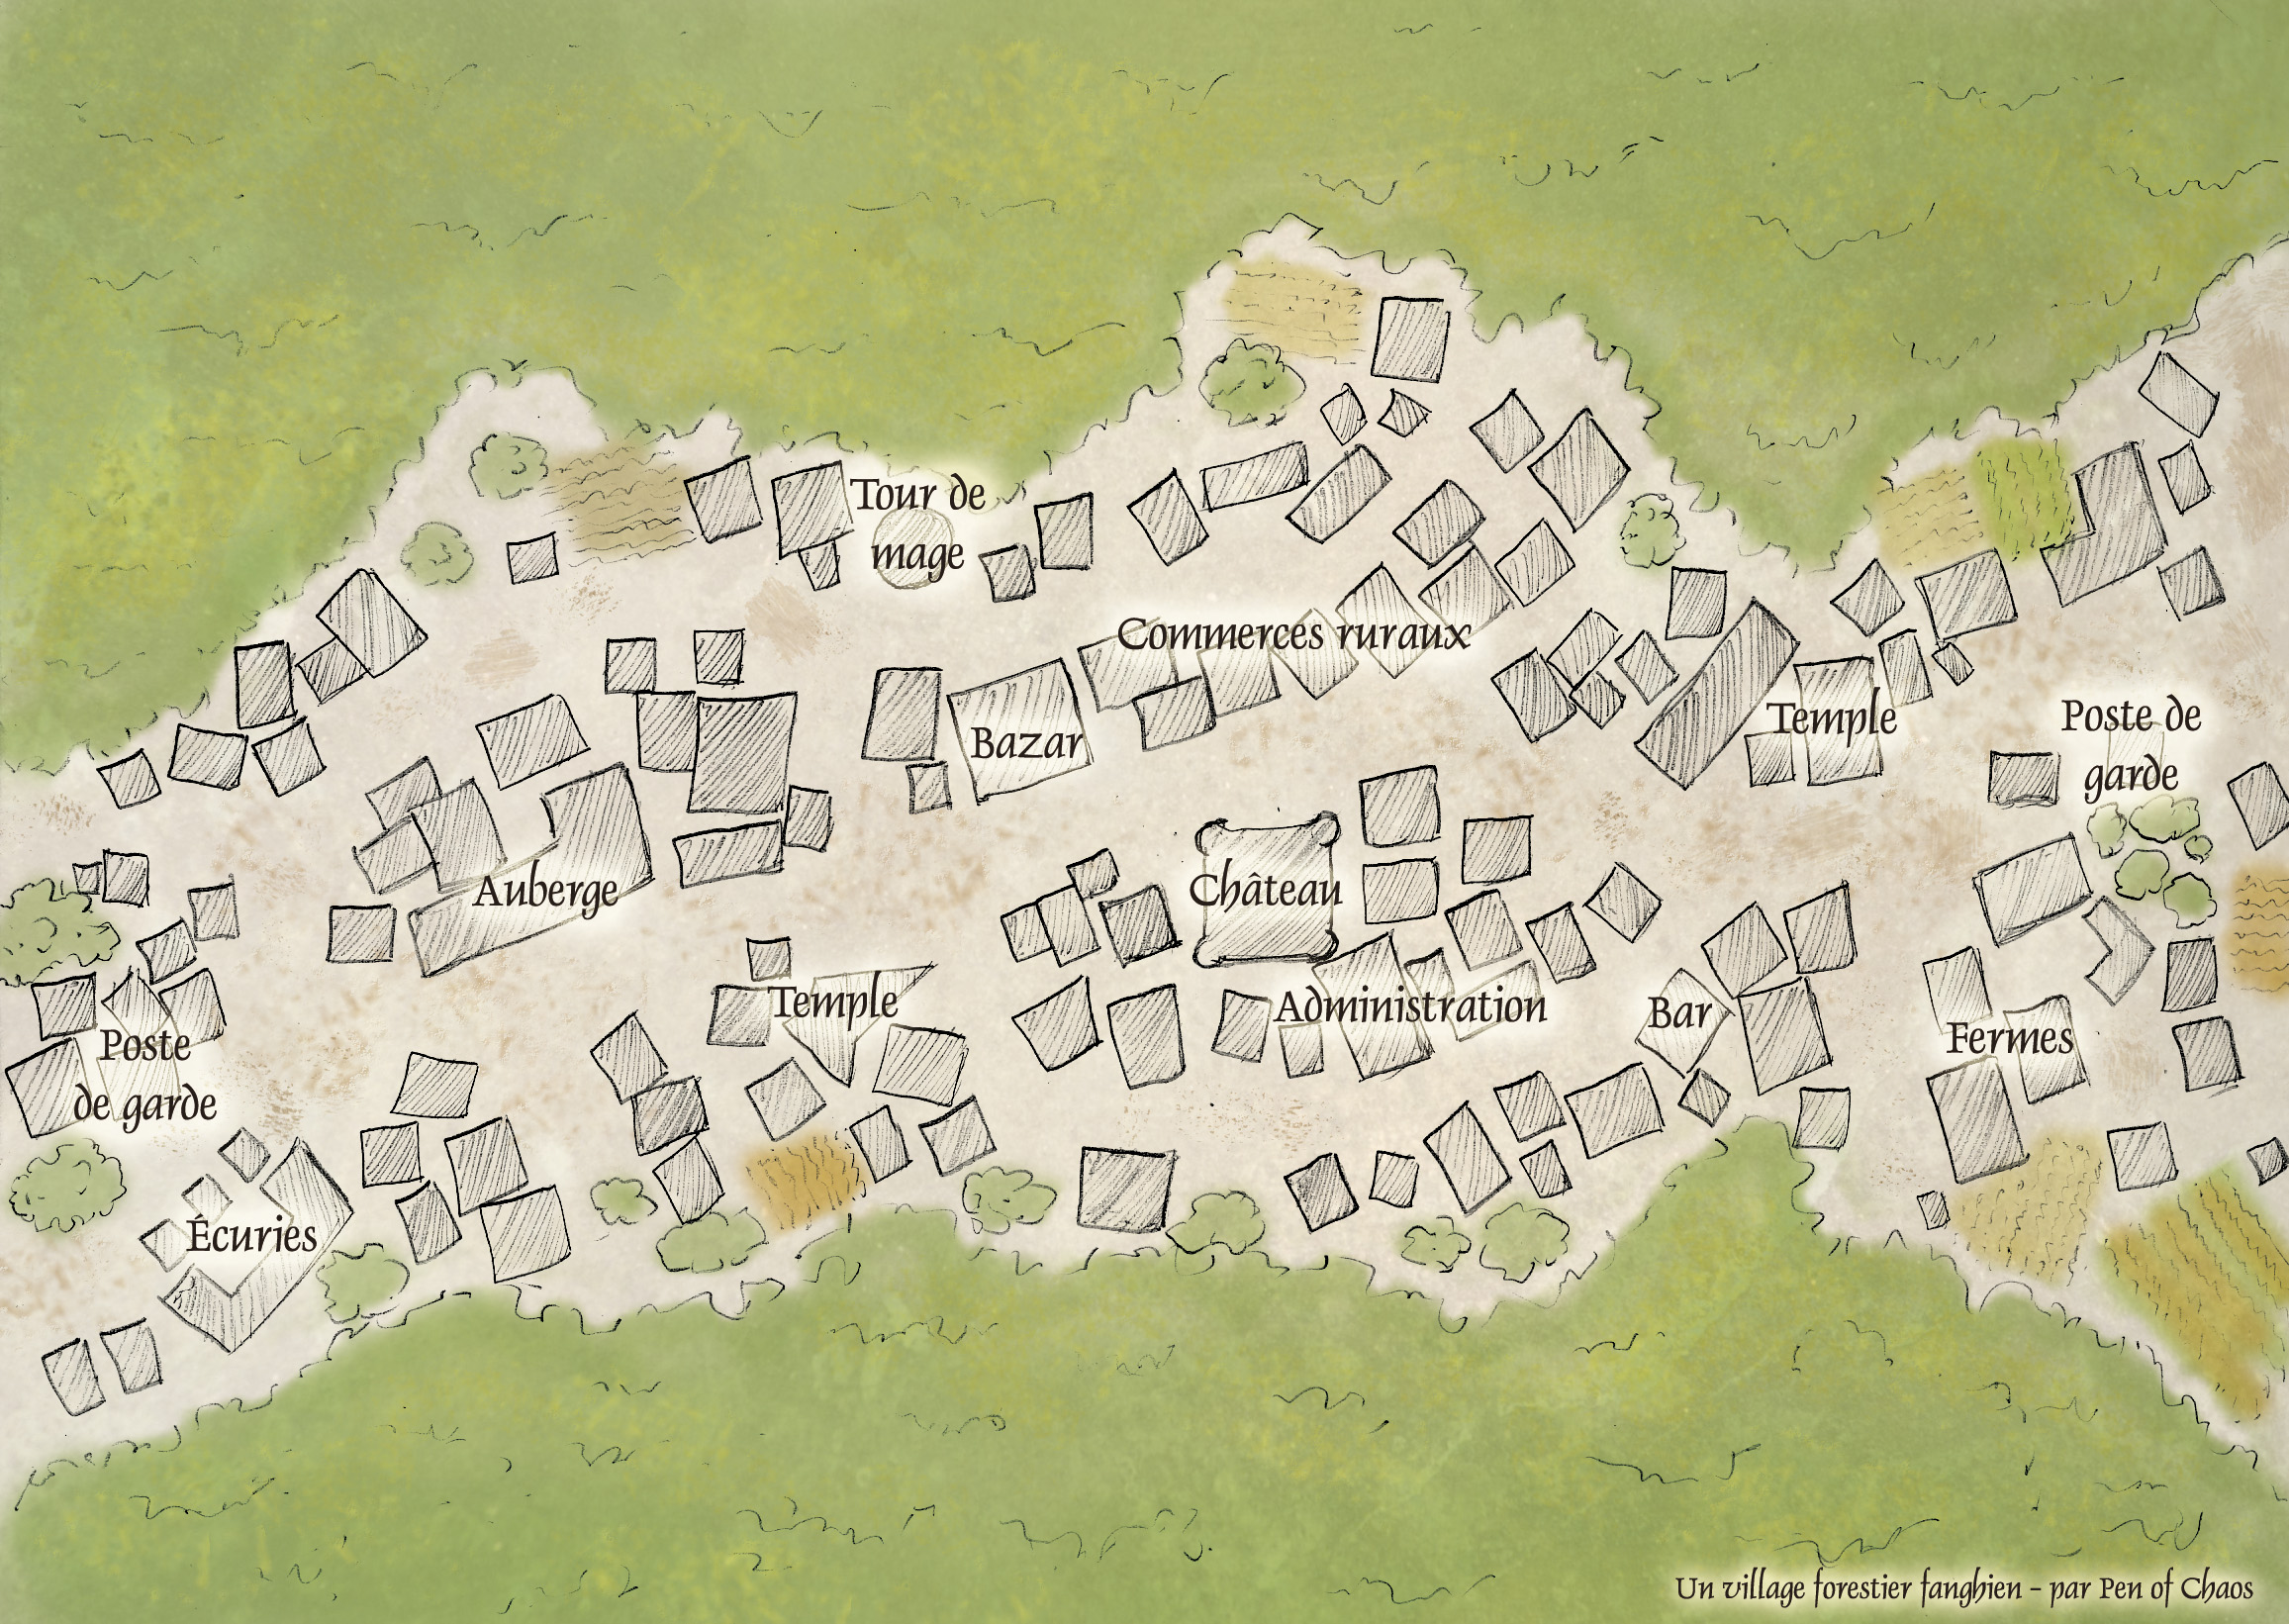 Tour de
mage
Commerces ruraux
Bazar
Temple
Poste de
garde
Auberge
Château
Temple
Administration
Bar
Poste
de garde
Fermes
Écuries
Un village forestier fanghien - par Pen of Chaos